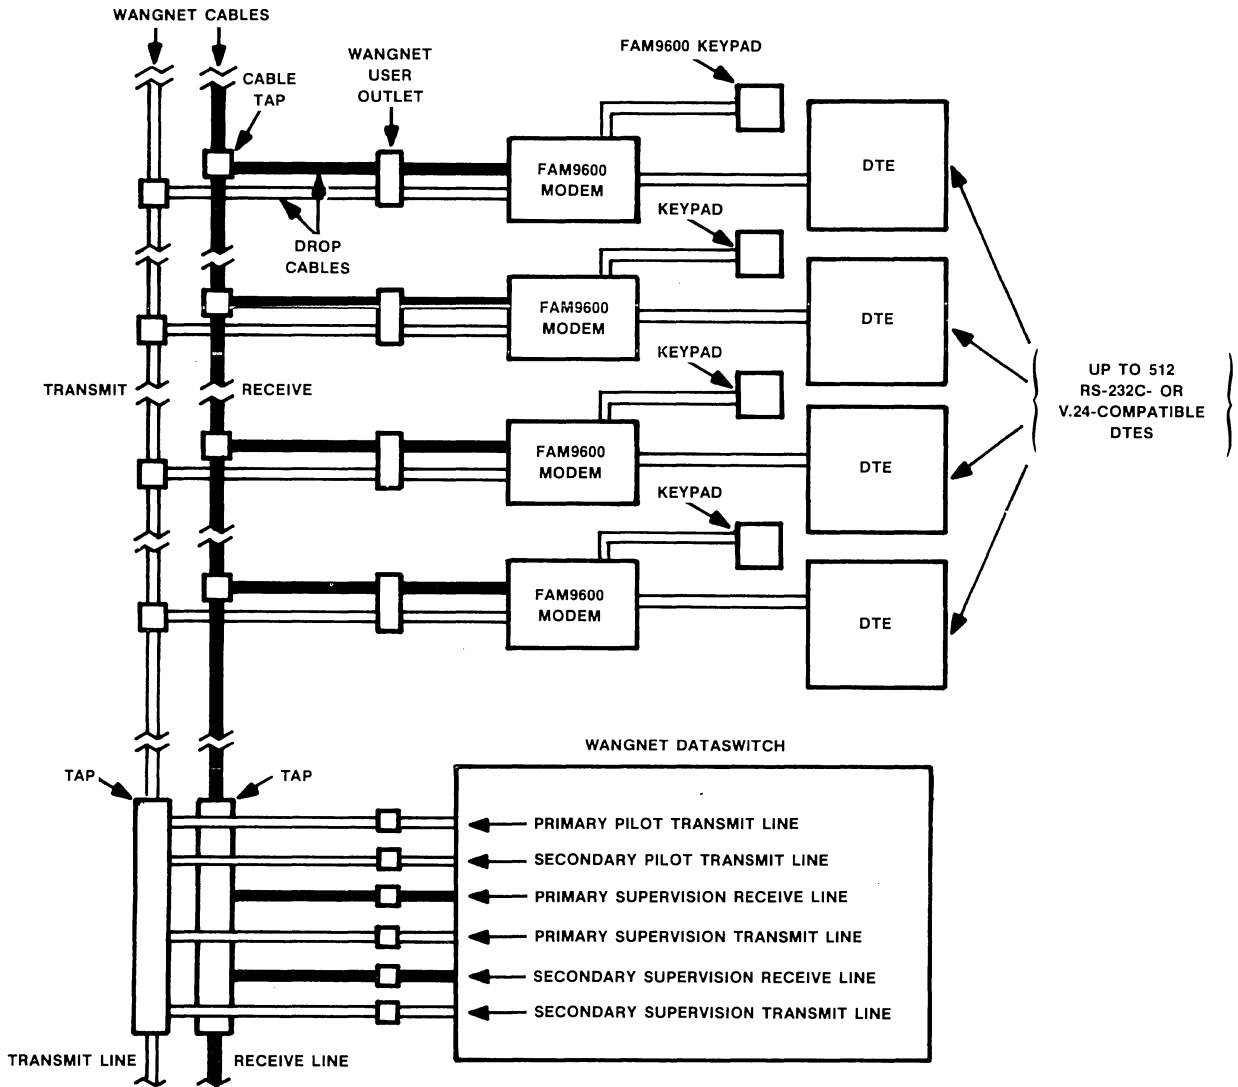 WANGNET CABLES
FAM9600 KEYPAD
WANGNET
USER
OUTLET
CABLE
TAP
FAM9600
MODEM
DTE
DROP
CABLES
KEYPAD
FAM9600
MODEM
DTE
TRANSMIT
RECEIVE
KEYPAD
UP TO 512
RS-232C- OR
V.24-COMPATIBLE
DTES
FAM9600
MODEM
DTE
KEYPAD
FAM9600
MODEM
DTE
WANGNET DATASWITCH
TAP
TAP
PRIMARY PILOT TRANSMIT LINE
SECONDARY PILOT TRANSMIT LINE
PRIMARY SUPERVISION RECEIVE LINE
PRIMARY SUPERVISION TRANSMIT LINE
SECONDARY SUPERVISION RECEIVE LINE
SECONDARY SUPERVISION TRANSMIT LINE
TRANSMIT LINE
RECEIVE LINE